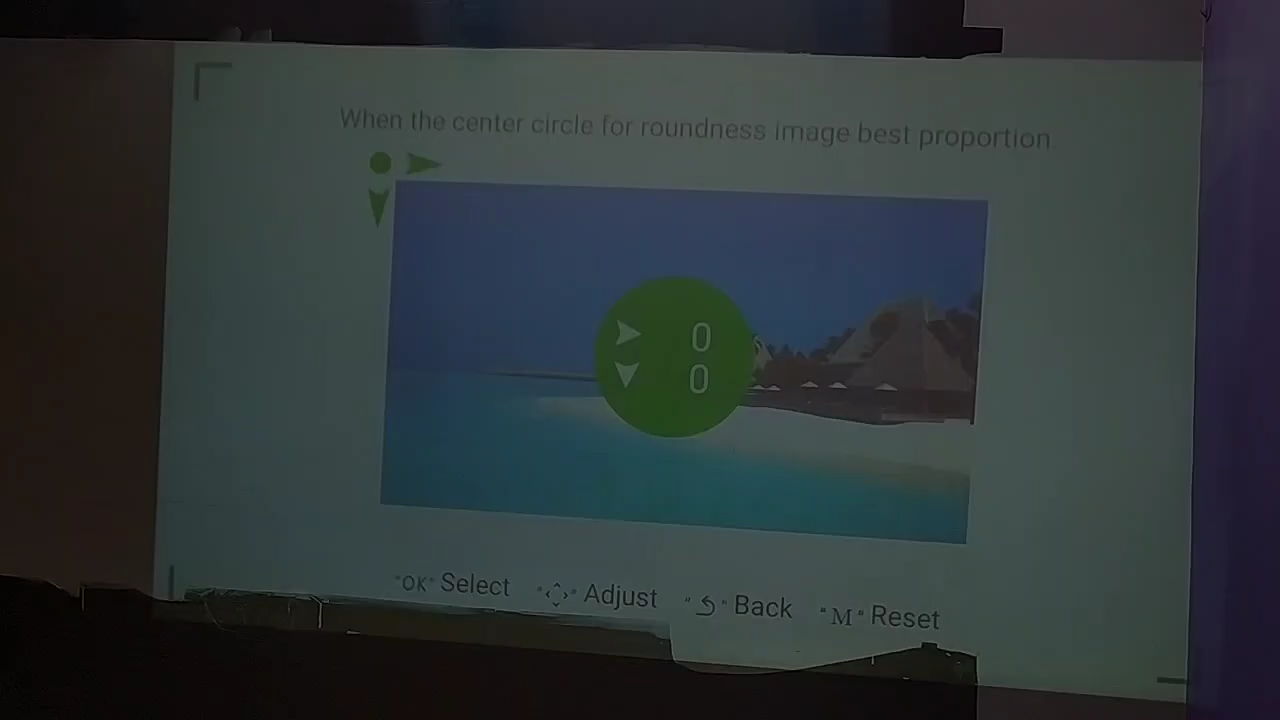 When the center circle for roundness image best proportion.
0
0
"OK" Select " " Adjust " " Back "M" Reset